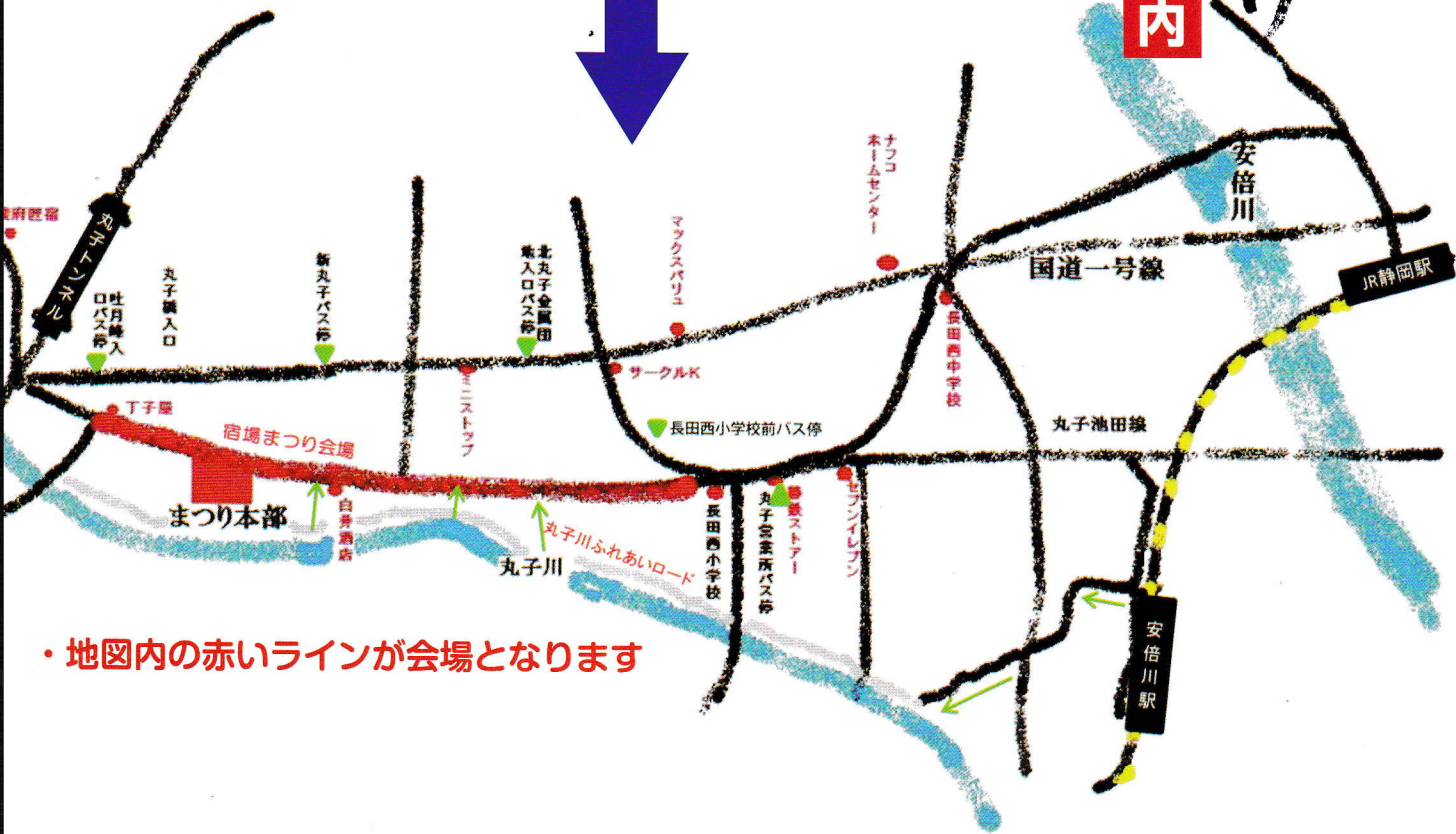 内
安倍川
ナフコ
ホームセンター
府匠宿
丸子トンネル
マックスバリュ
北丸子金属団
地入口バス停
新丸子バス停
丸子橋入口
吐月峰入
口バス停
国道一号線
JR静岡駅
長田西中学校
サークルK
ミニストップ
丁子屋
長田西小学校前バス停
丸子池田線
宿場まつり会場
まつり本部
白井酒店
丸子川
丸子川ふれあいロード
長田西小学校
丸子営業所バス停
ストアー
セブンイレブン
安倍川駅
・地図内の赤いラインが会場となります